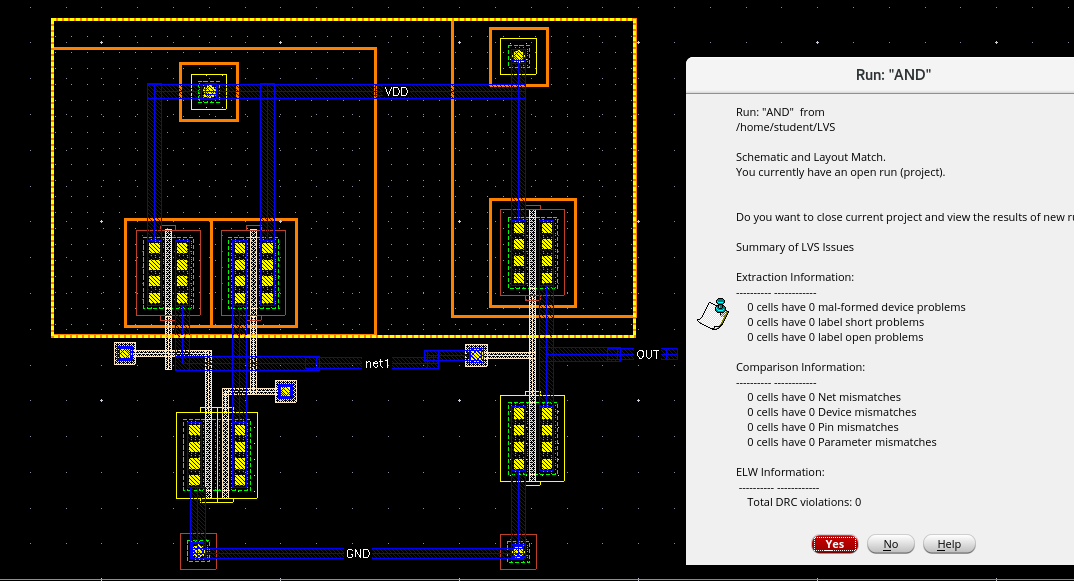 VDD
net1
OUT
GND
Run: "AND"
Run: "AND" from
/home/student/LVS
Schematic and Layout Match.
You currently have an open run (project).
Do you want to close current project and view the results of new
Summary of LVS Issues
Extraction Information:
---------- ------------
0 cells have 0 mal-formed device problems
0 cells have 0 label short problems
0 cells have 0 label open problems
Comparison Information:
---------- ------------
0 cells have 0 Net mismatches
0 cells have 0 Device mismatches
0 cells have 0 Pin mismatches
0 cells have 0 Parameter mismatches
ELW Information:
---------- ------------
Total DRC violations: 0
Yes
No
Help